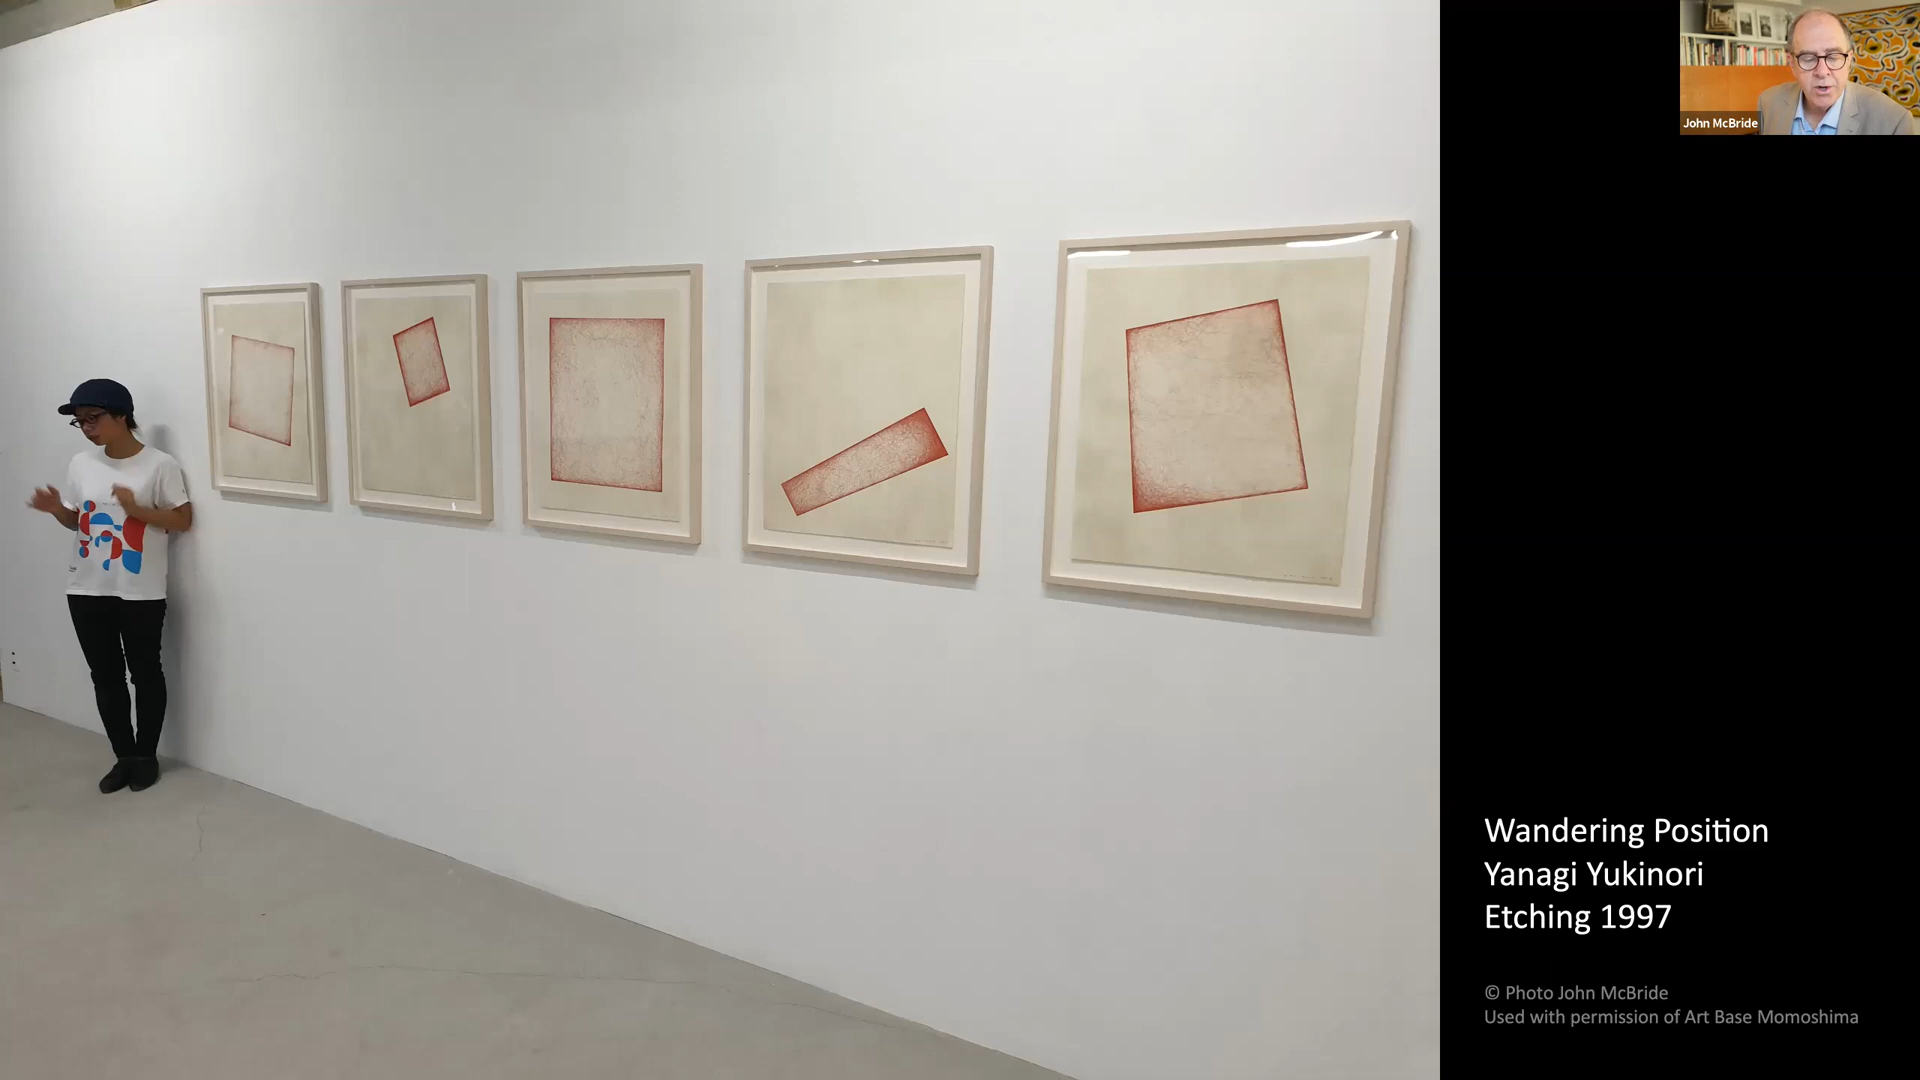 John McBride
Wandering Position
Yanagi Yukinori
Etching 1997
© Photo John McBride
Used with permission of Art Base Momoshima